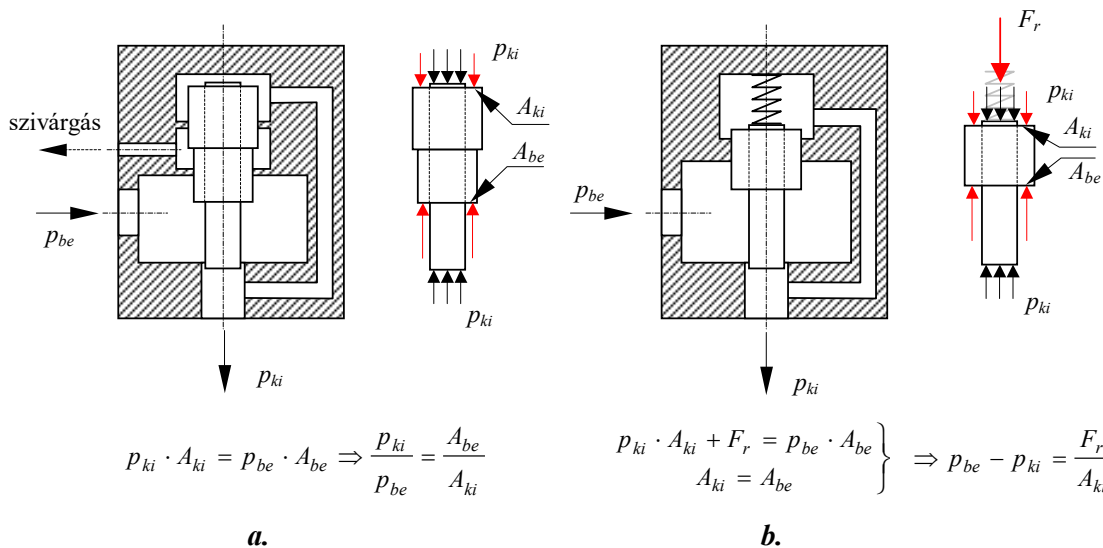 p_ki
A_ki
szivárgás
A_be
p_be
p_ki
p_ki
p_ki · A_ki = p_be · A_be ⇒ p_ki / p_be = A_be / A_ki
a.
F_r
p_ki
A_ki
A_be
p_be
p_ki
p_ki
p_ki · A_ki + F_r = p_be · A_be
A_ki = A_be
} ⇒ p_be − p_ki = F_r / A_ki
b.